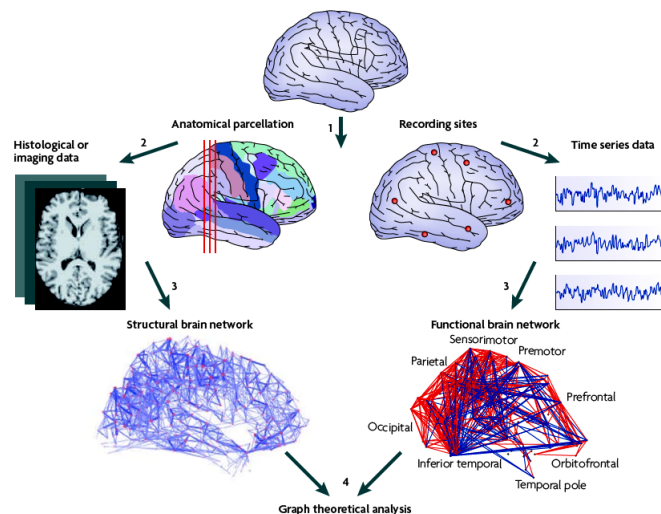 Anatomical parcellation
1
Recording sites
2
Histological or
imaging data
2
Time series data
3
3
Structural brain network
Functional brain network
Sensorimotor
Premotor
Parietal
Prefrontal
Occipital
Inferior temporal
Orbitofrontal
Temporal pole
4
Graph theoretical analysis